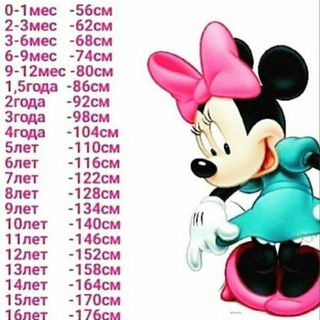 0-1мес -56см
2-3мес -62см
3-6мес -68см
6-9мес -74см
9-12мес -80см
1,5года -86см
2года -92см
3года -98см
4года -104см
5лет -110см
6лет -116см
7лет -122см
8лет -128см
9лет -134см
10лет -140см
11лет -146см
12лет -152см
13лет -158см
14лет -164см
15лет -170см
16лет -176см